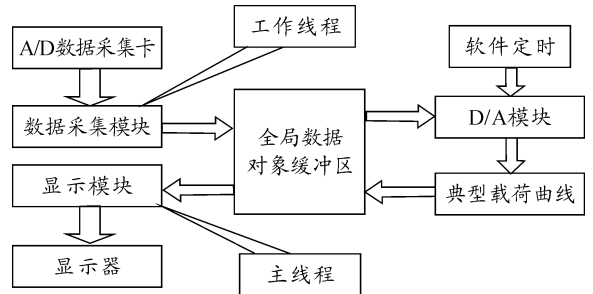 工作线程
A/D数据采集卡
软件定时
数据采集模块
全局数据
对象缓冲区
D/A模块
显示模块
典型载荷曲线
显示器
主线程